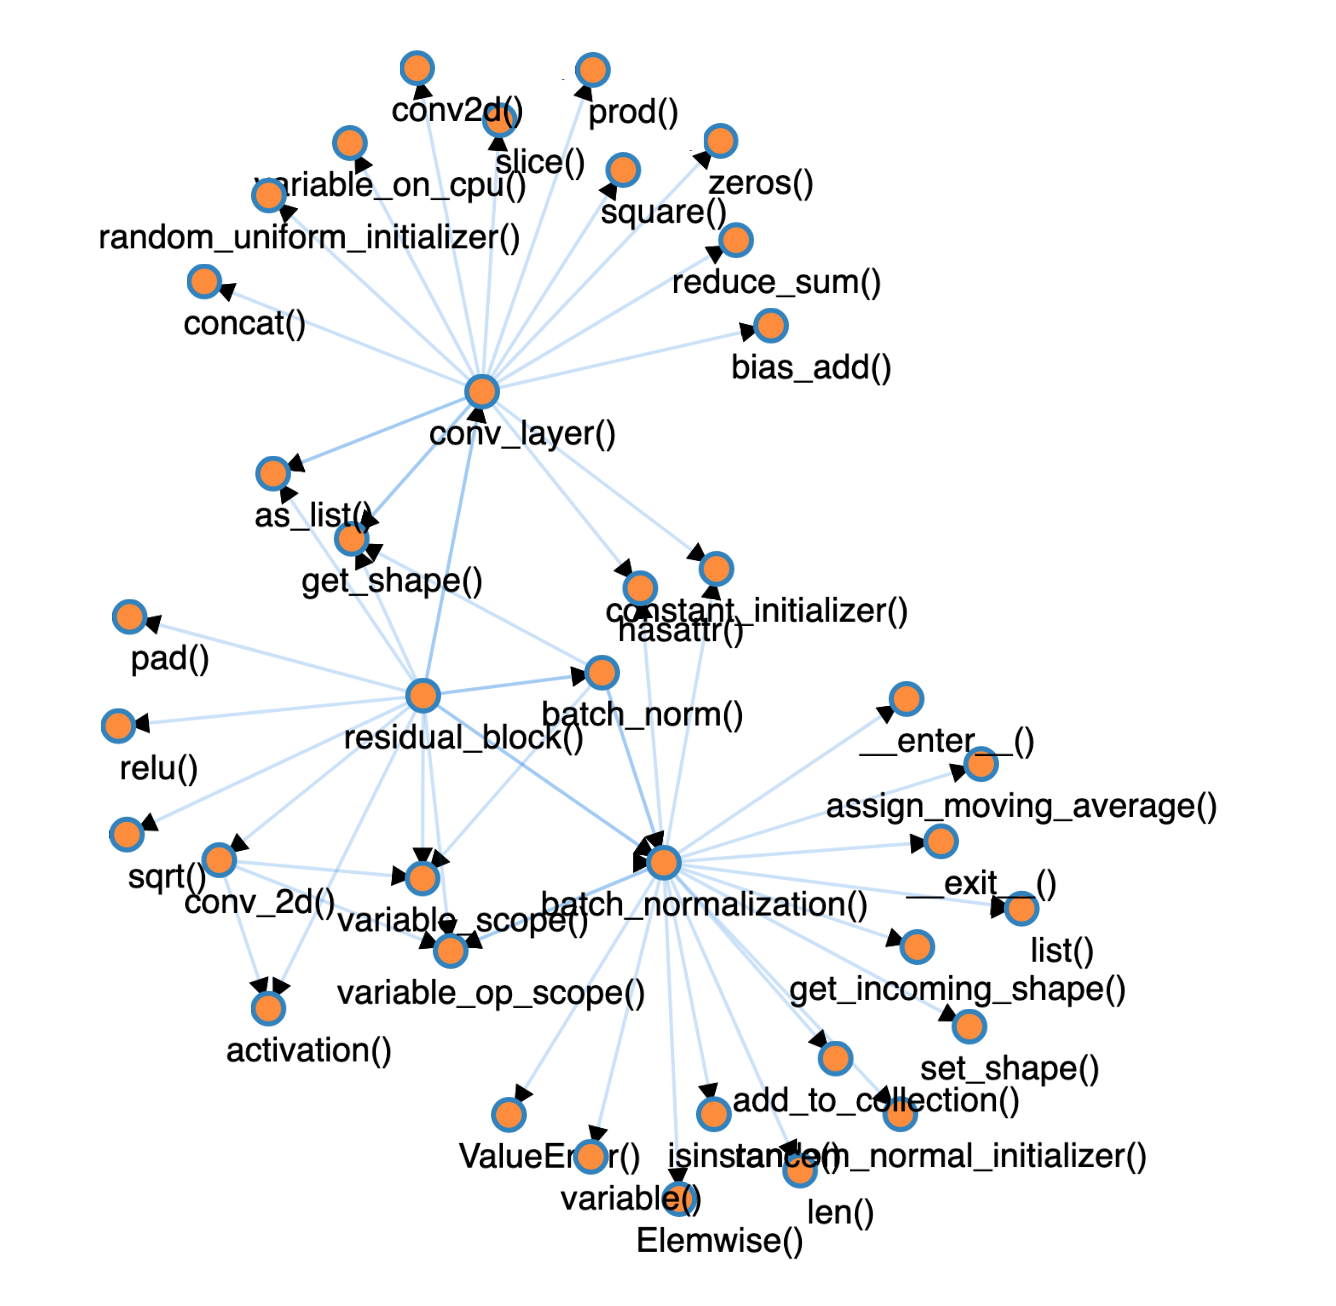 conv2d()
prod()
slice()
variable_on_cpu()
zeros()
square()
random_uniform_initializer()
reduce_sum()
concat()
bias_add()
conv_layer()
as_list()
get_shape()
constant_initializer()
hasattr()
pad()
batch_norm()
residual_block()
__enter__()
relu()
assign_moving_average()
sqrt()
__exit__()
conv_2d()
batch_normalization()
variable_scope()
list()
get_incoming_shape()
variable_op_scope()
activation()
set_shape()
add_to_collection()
ValueError()
isinstance()
random_normal_initializer()
variable()
len()
Elemwise()